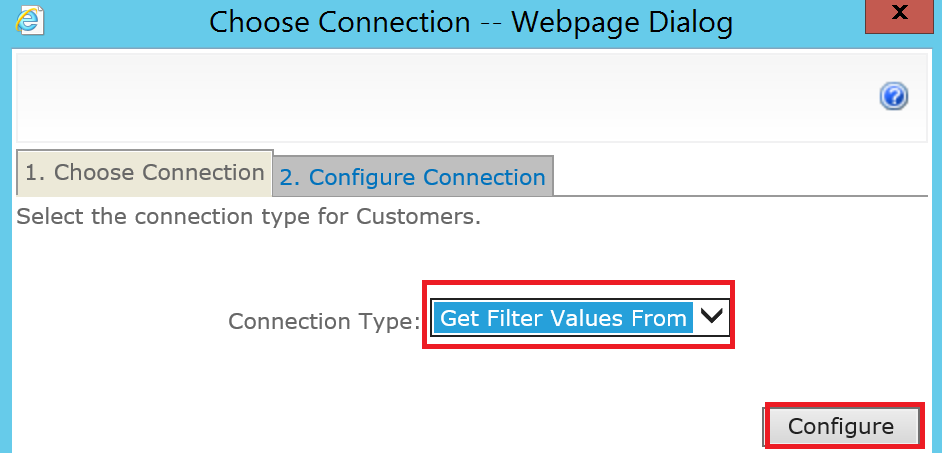 Choose Connection -- Webpage Dialog
X
?
1. Choose Connection
2. Configure Connection
Select the connection type for Customers.
Connection Type: Get Filter Values From
Configure